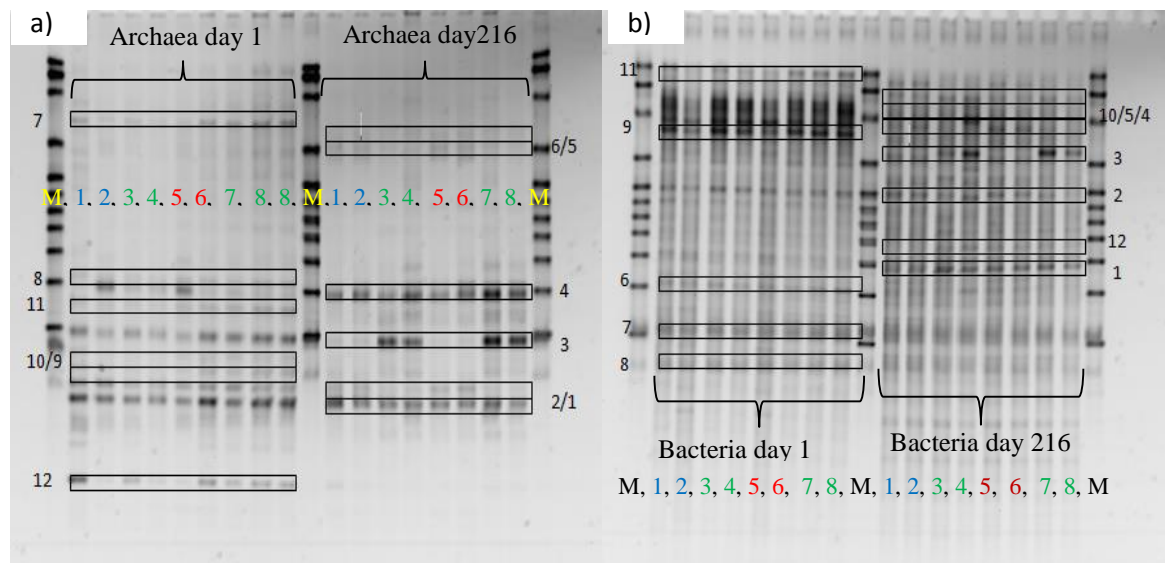 a)
Archaea day 1
Archaea day216
7
6/5
M, 1, 2, 3, 4, 5, 6, 7, 8, 8, M, 1, 2, 3, 4, 5, 6, 7, 8, M
8
4
11
3
10/9
2/1
12
b)
11
10/5/4
9
3
2
12
1
6
7
8
Bacteria day 1
Bacteria day 216
M, 1, 2, 3, 4, 5, 6, 7, 8, M, 1, 2, 3, 4, 5, 6, 7, 8, M